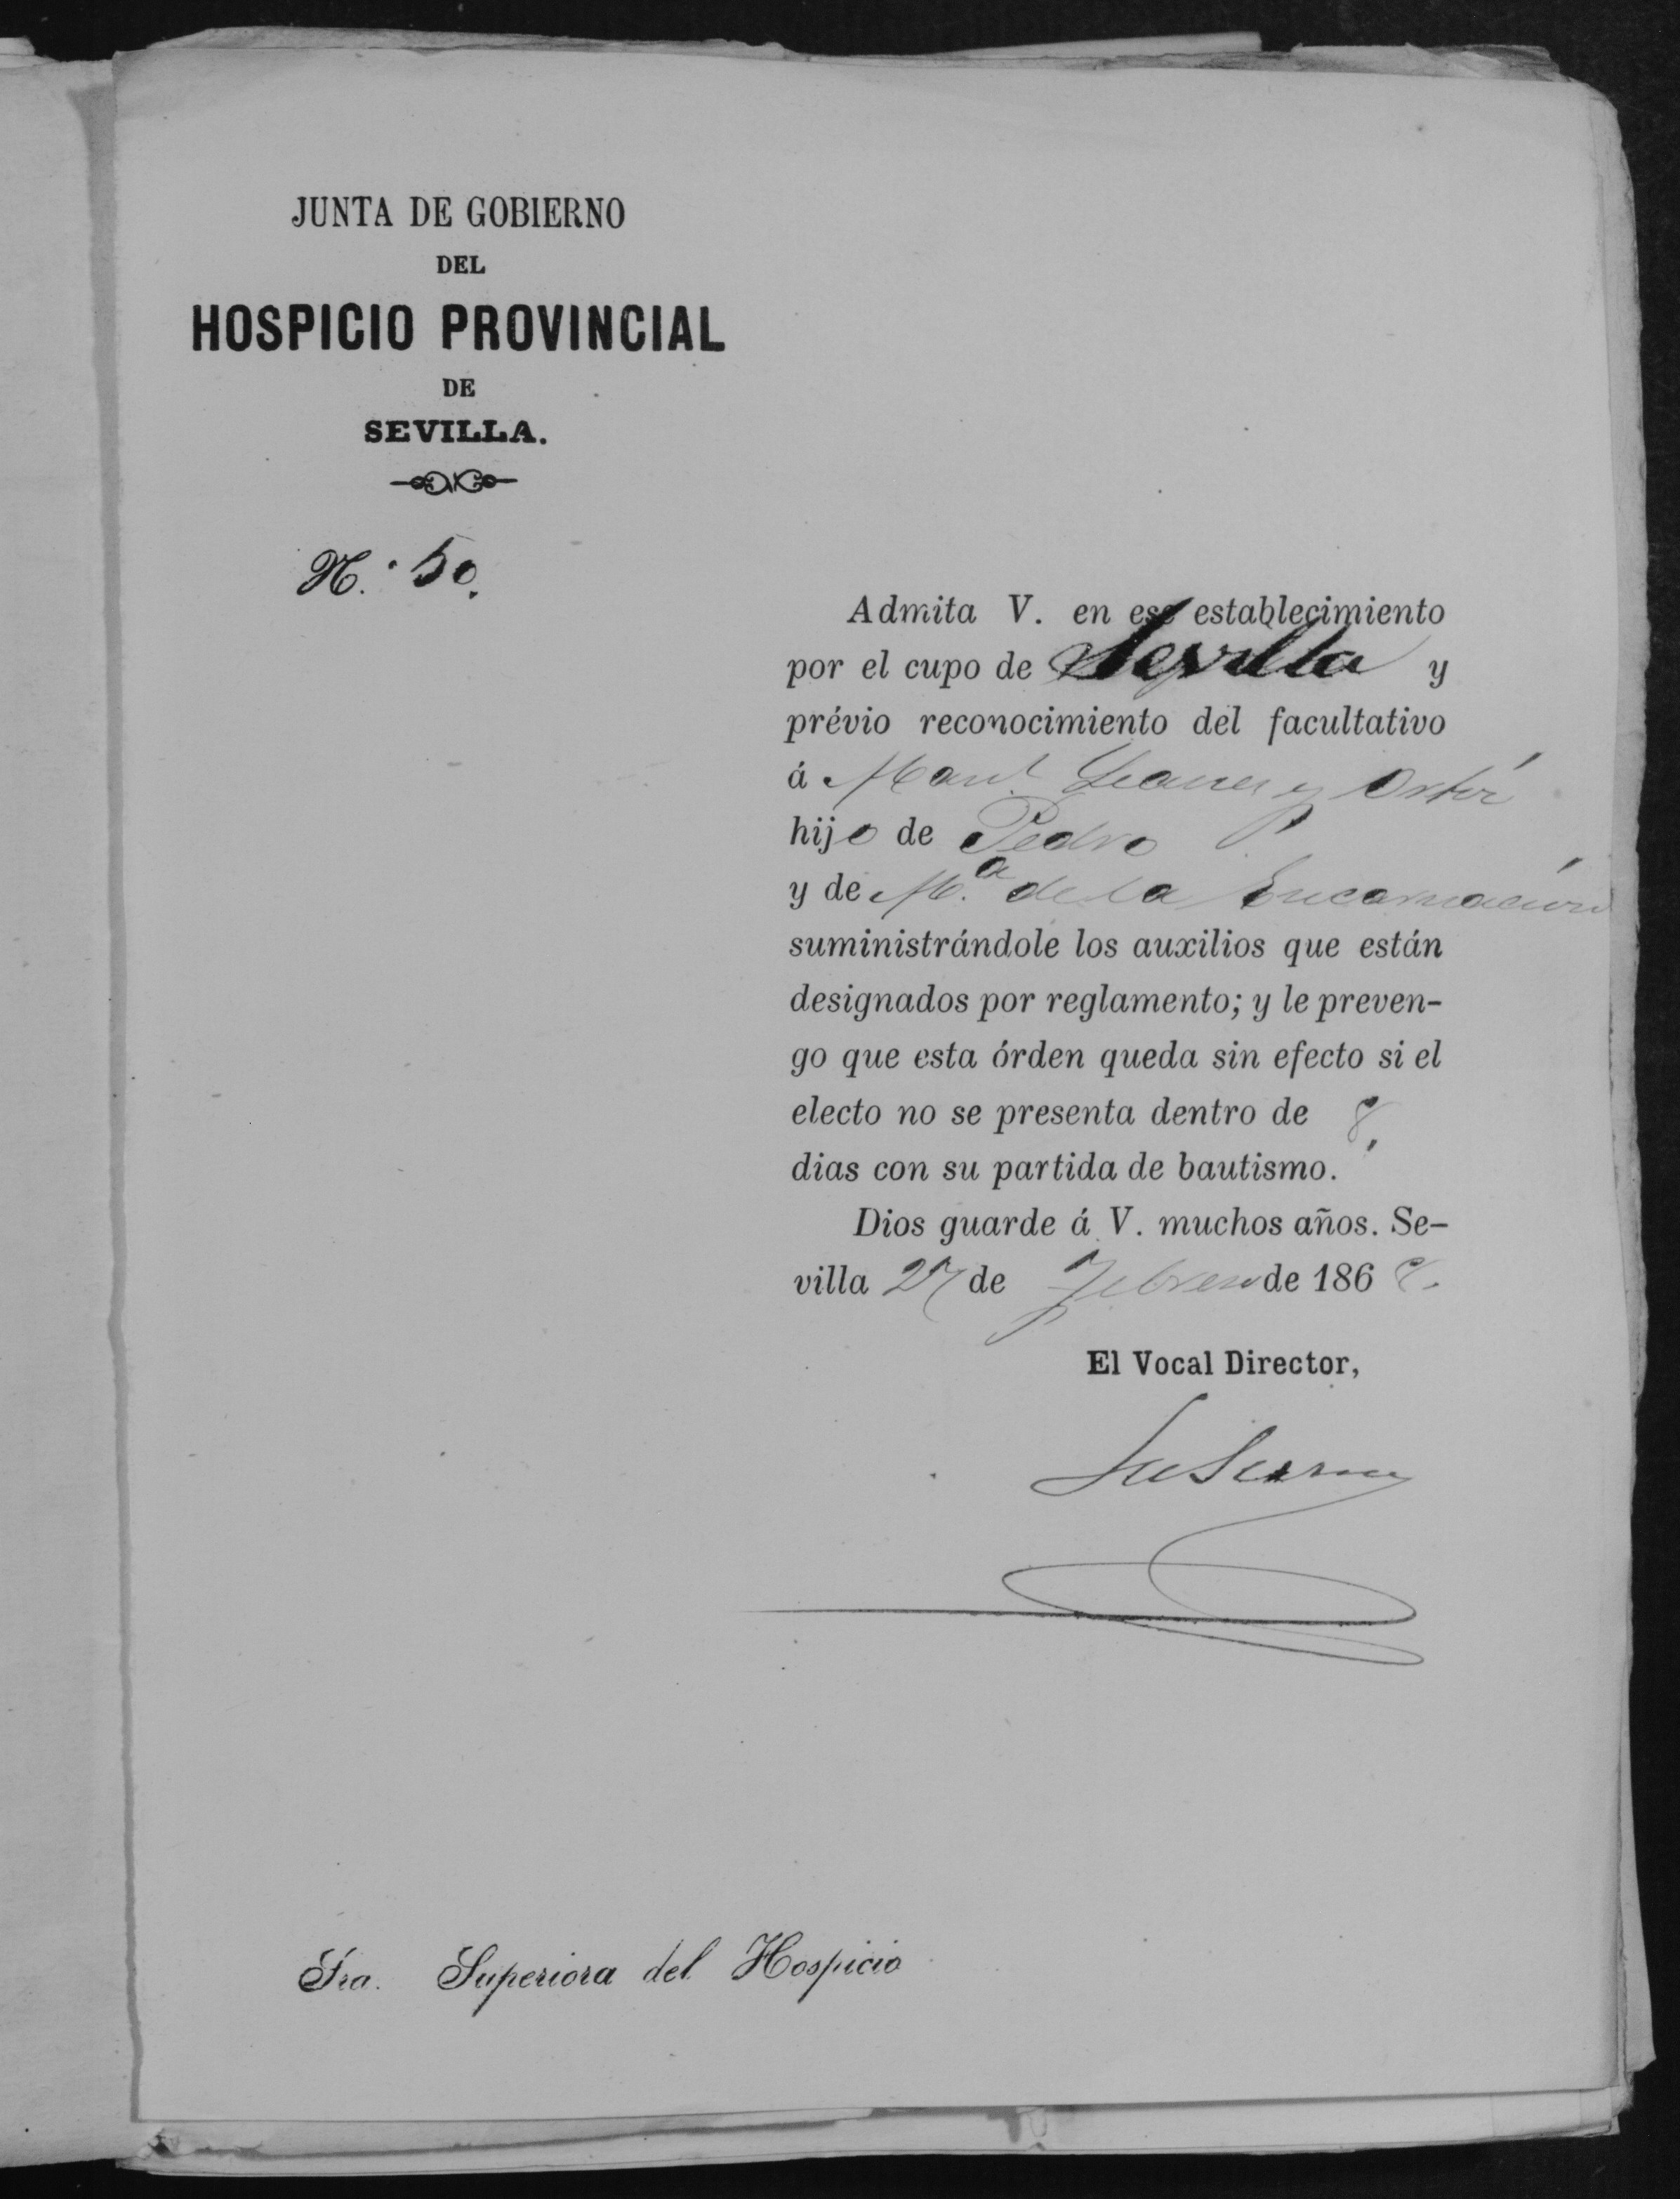 JUNTA DE GOBIERNO
DEL
HOSPICIO PROVINCIAL
DE
SEVILLA.
N.º 50.
Admita V. en ese establecimiento
por el cupo de Sevilla y
prévio reconocimiento del facultativo
á Manl. y
hijo de Pedro
y de M.ª de la Encarnación
suministrándole los auxilios que están
designados por reglamento; y le preven-
go que esta órden queda sin efecto si el
electo no se presenta dentro de 8
dias con su partida de bautismo.
Dios guarde á V. muchos años. Se-
villa 27 de Febrero de 186
El Vocal Director,
Sra. Superiora del Hospicio